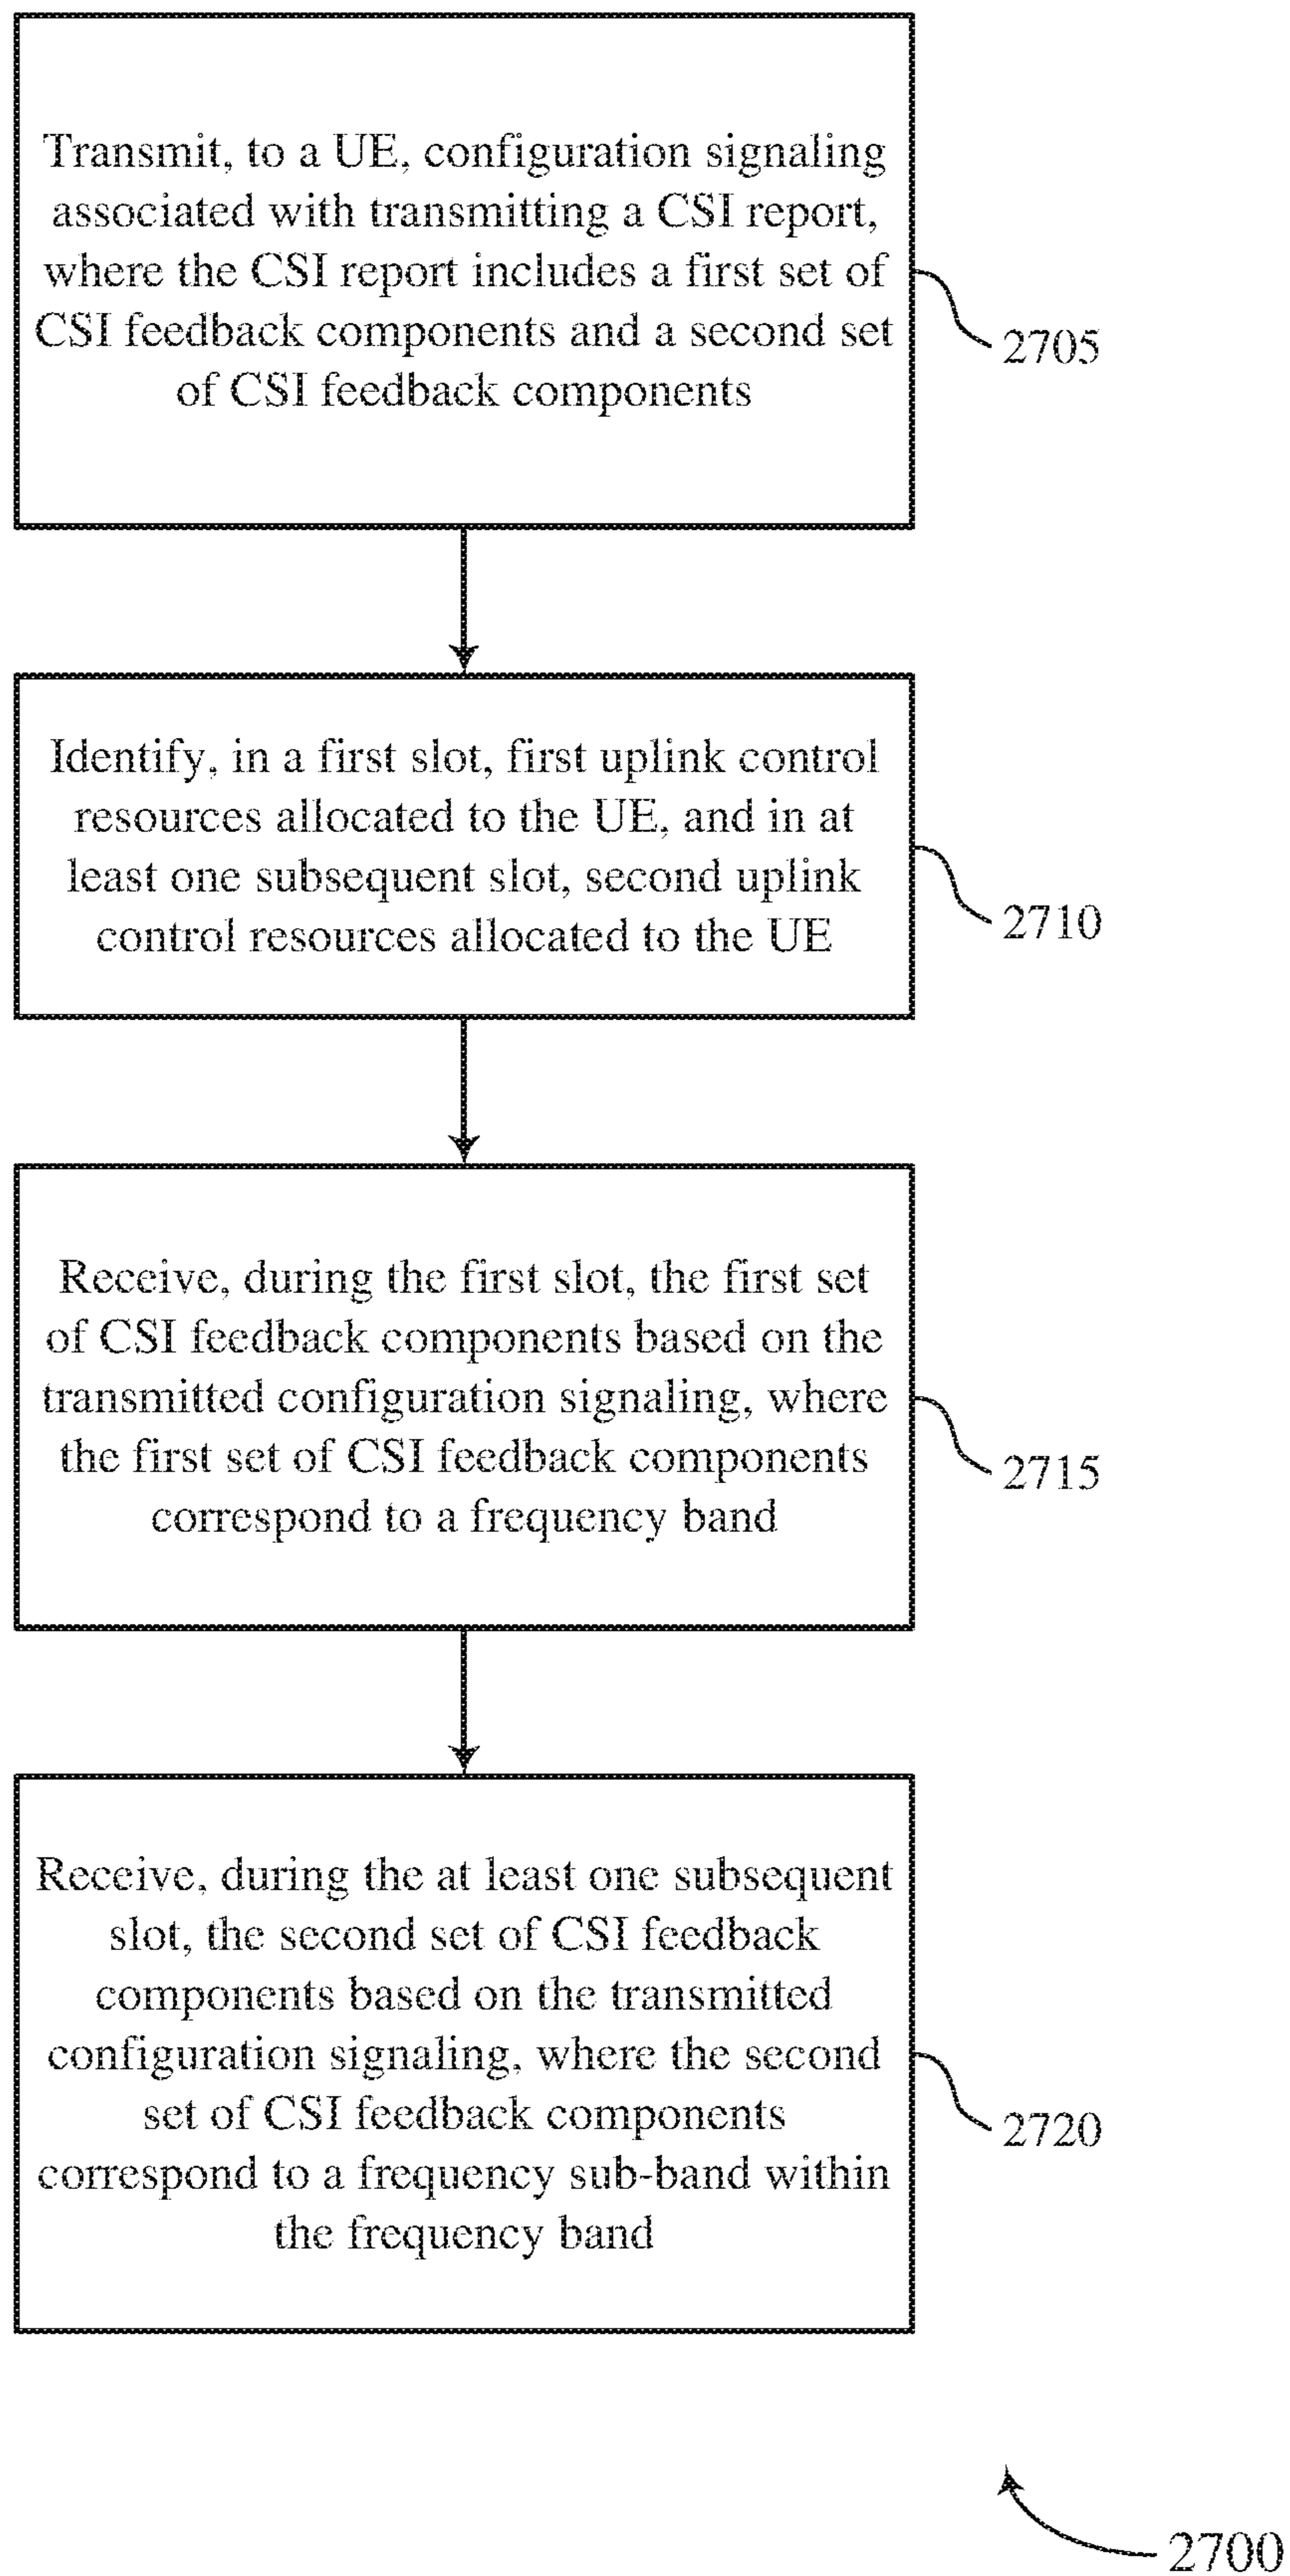 Transmit, to a UE, configuration signaling
associated with transmitting a CSI report,
where the CSI report includes a first set of
CSI feedback components and a second set
of CSI feedback components
2705
Identify, in a first slot, first uplink control
resources allocated to the UE, and in at
least one subsequent slot, second uplink
control resources allocated to the UE
2710
Receive, during the first slot, the first set
of CSI feedback components based on the
transmitted configuration signaling, where
the first set of CSI feedback components
correspond to a frequency band
2715
Receive, during the at least one subsequent
slot, the second set of CSI feedback
components based on the transmitted
configuration signaling, where the second
set of CSI feedback components
correspond to a frequency sub-band within
the frequency band
2720
2700